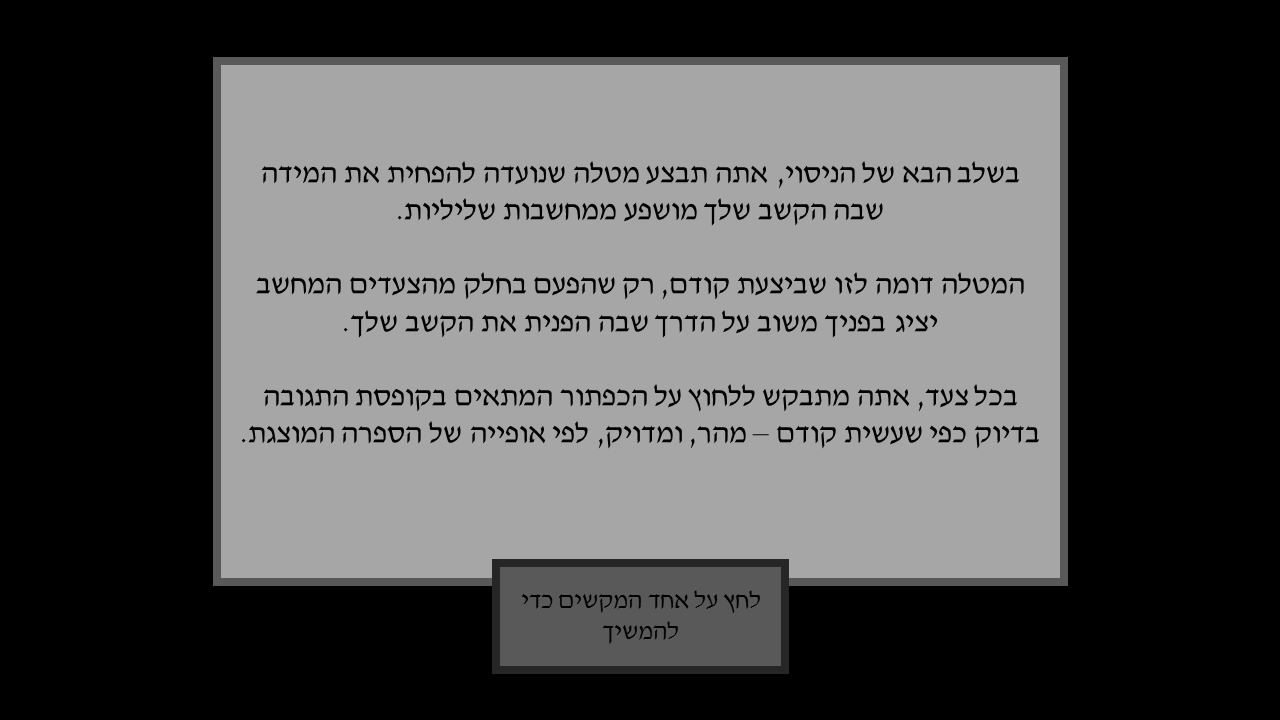 בשלב הבא של הניסוי, אתה תבצע מטלה שנועדה להפחית את המידה
שבה הקשב שלך מושפע ממחשבות שליליות.
המטלה דומה לזו שביצעת קודם, רק שהפעם בחלק מהצעדים המחשב
יציג בפניך משוב על הדרך שבה הפנית את הקשב שלך.
בכל צעד, אתה מתבקש ללחוץ על הכפתור המתאים בקופסת התגובה
בדיוק כפי שעשית קודם – מהר, ומדויק, לפי אופייה של הספרה המוצגת.
לחץ על אחד המקשים כדי
להמשיך